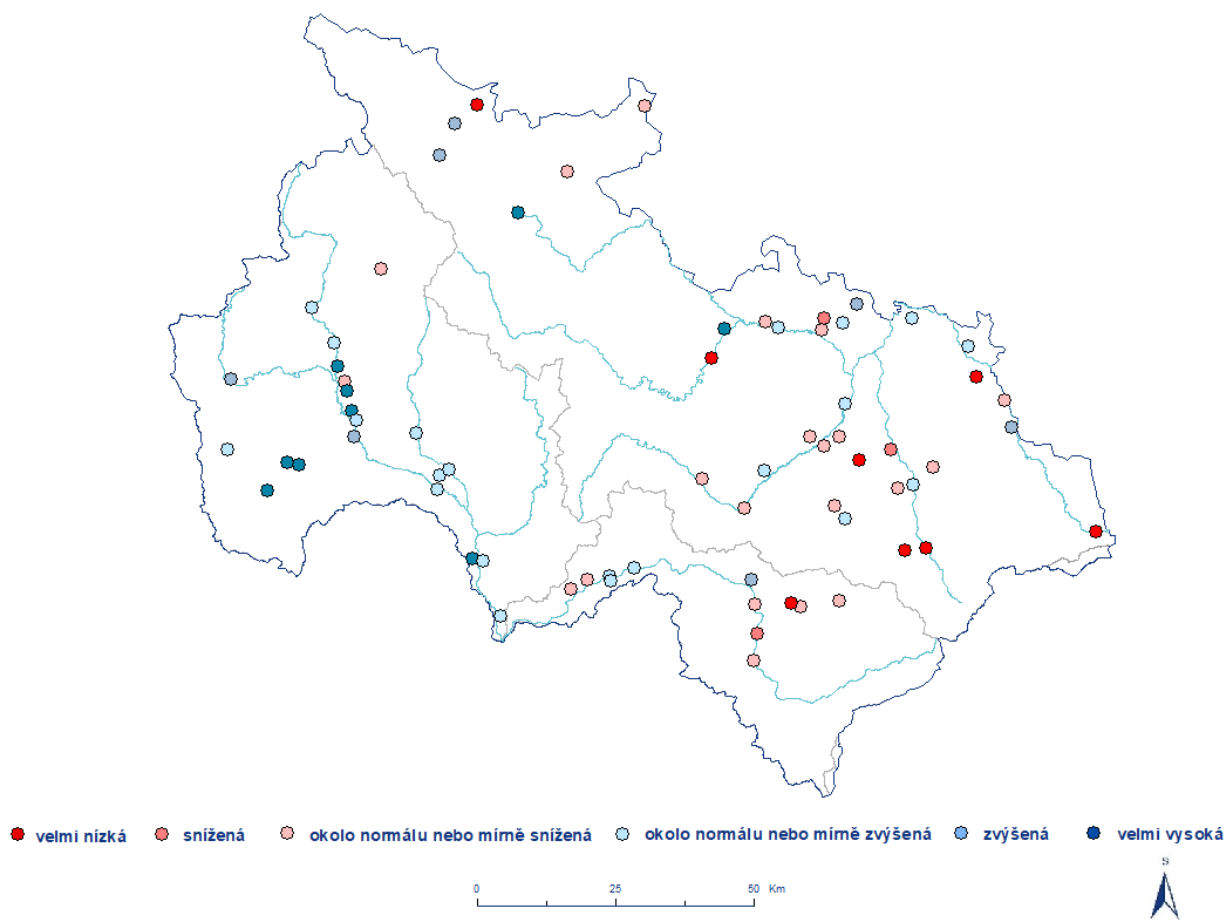 velmi nízká snížená okolo normálu nebo mírně snížená okolo normálu nebo mírně zvýšená zvýšená velmi vysoká
S
0 25 50 Km